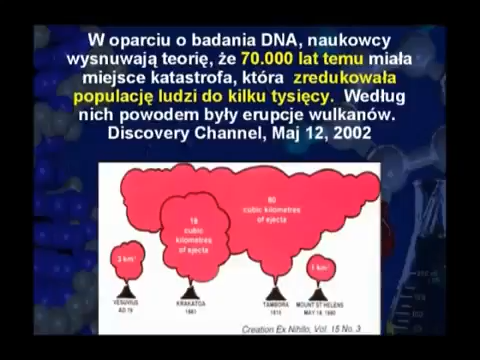 W oparciu o badania DNA, naukowcy
wysnuwają teorię, że 70.000 lat temu miała
miejsce katastrofa, która zredukowała
populację ludzi do kilku tysięcy. Według
nich powodem były erupcje wulkanów.
Discovery Channel, Maj 12, 2002
80
cubic kilometres
of ejecta
18
cubic
kilometres
of ejecta
3 km³
1 km
VESUVIUS
AD 79
KRAKATOA
1883
TAMBORA
1815
MOUNT ST HELENS
MAY 18, 1980
Creation Ex Nihilo, Vol. 15 No. 3